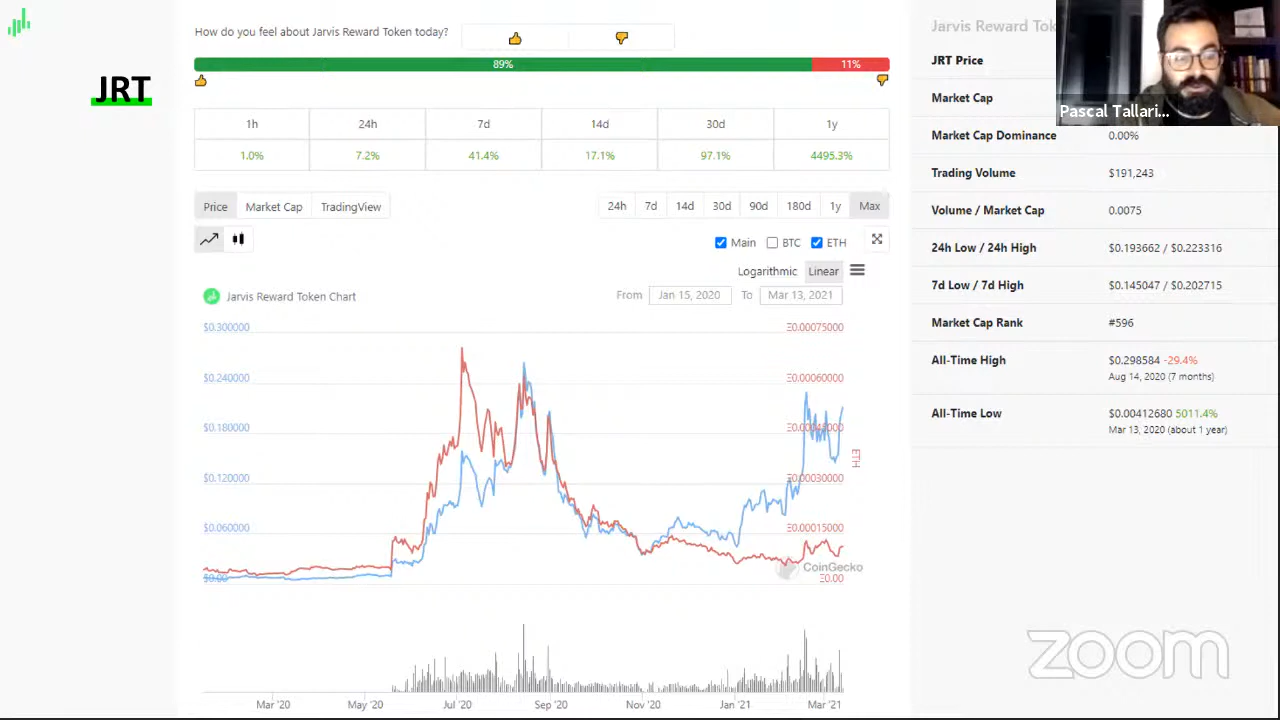 How do you feel about Jarvis Reward Token today?
89%
11%
JRT
1h 24h 7d 14d 30d 1y
1.0% 7.2% 41.4% 17.1% 97.1% 4495.3%
Price Market Cap TradingView
24h 7d 14d 30d 90d 180d 1y Max
Main BTC ETH
Logarithmic Linear
Jarvis Reward Token Chart
From Jan 15, 2020 To Mar 13, 2021
$0.300000
$0.240000
$0.180000
$0.120000
$0.060000
$0.00
Ξ0.00075000
Ξ0.00060000
Ξ0.00045000
Ξ0.00030000
Ξ0.00015000
Ξ0.00
ETH
CoinGecko
Mar '20 May '20 Jul '20 Sep '20 Nov '20 Jan '21 Mar '21
Jarvis Reward
JRT Price
Market Cap
Market Cap Dominance 0.00%
Trading Volume $191,243
Volume / Market Cap 0.0075
24h Low / 24h High $0.193662 / $0.223316
7d Low / 7d High $0.145047 / $0.202715
Market Cap Rank #596
All-Time High $0.298584 -29.4%
Aug 14, 2020 (7 months)
All-Time Low $0.00412680 5011.4%
Mar 13, 2020 (about 1 year)
Pascal Tallari...
zoom